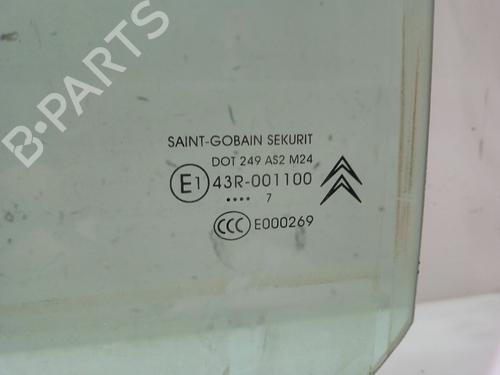 B-PARTS
SAINT-GOBAIN SEKURIT
DOT 249 AS2 M24
E1 43R-001100
•••• 7
CCC E000269